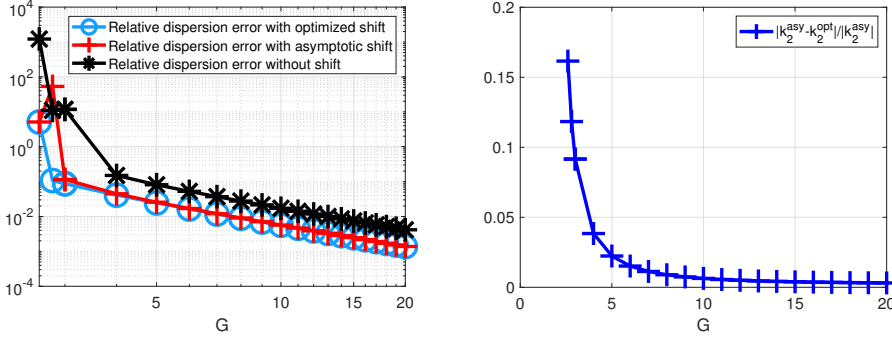 10^4
10^2
10^0
10^-2
10^-4
Relative dispersion error with optimized shift
Relative dispersion error with asymptotic shift
Relative dispersion error without shift
5 10 15 20
G
0.2
0.15
0.1
0.05
0
|k_2^asy-k_2^opt|/|k_2^asy|
0 5 10 15 20
G